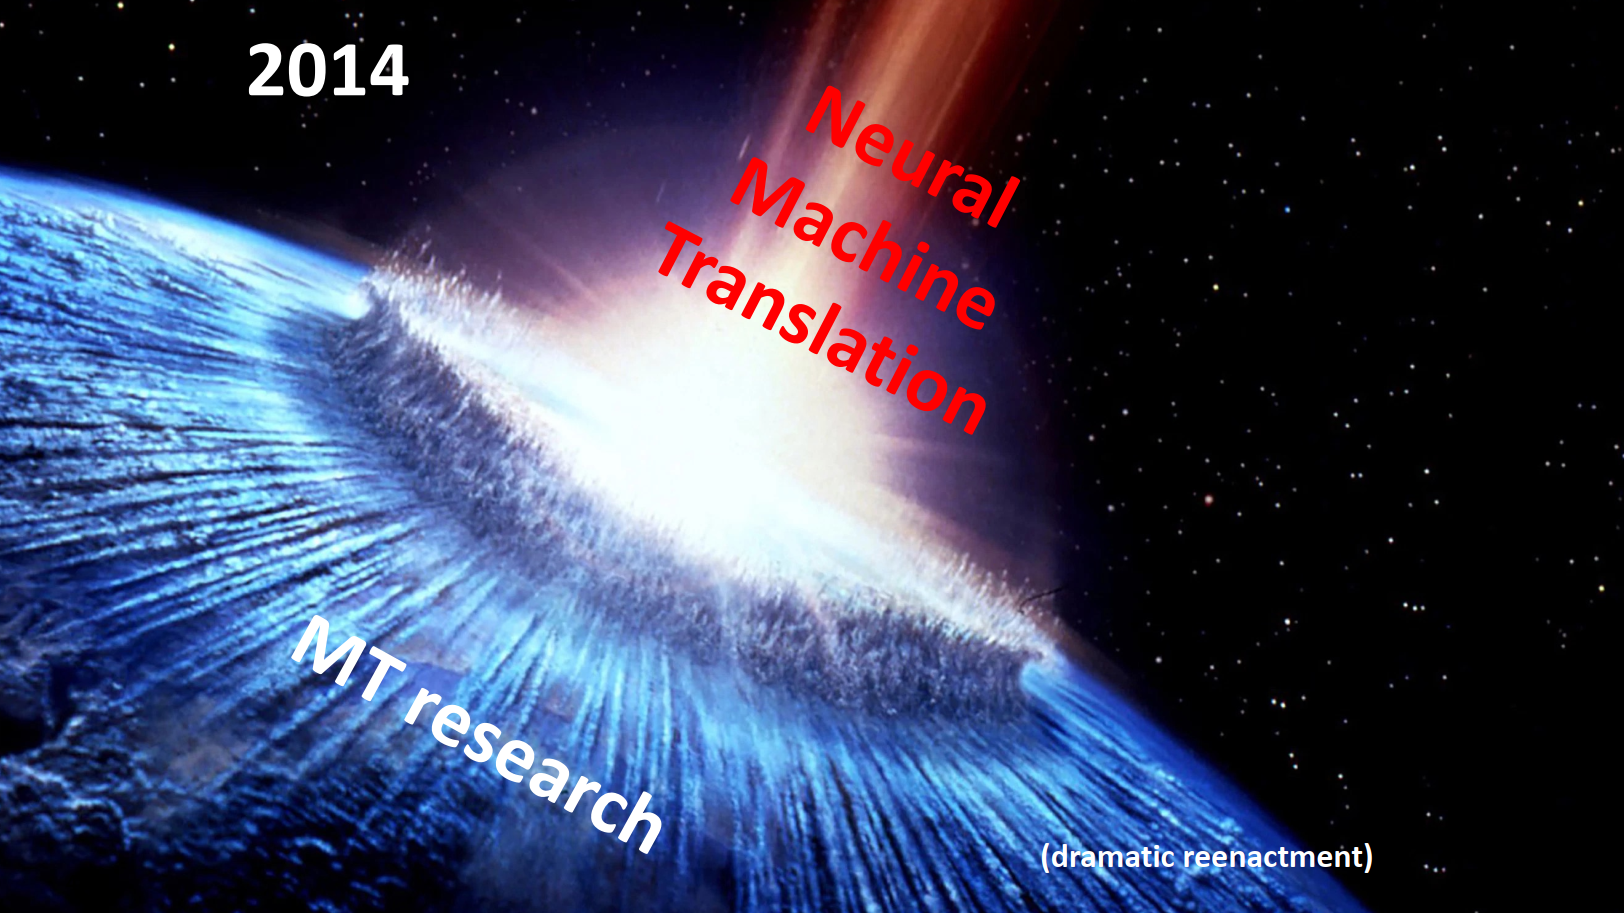 2014
Neural
Machine
Translation
MT research
(dramatic reenactment)